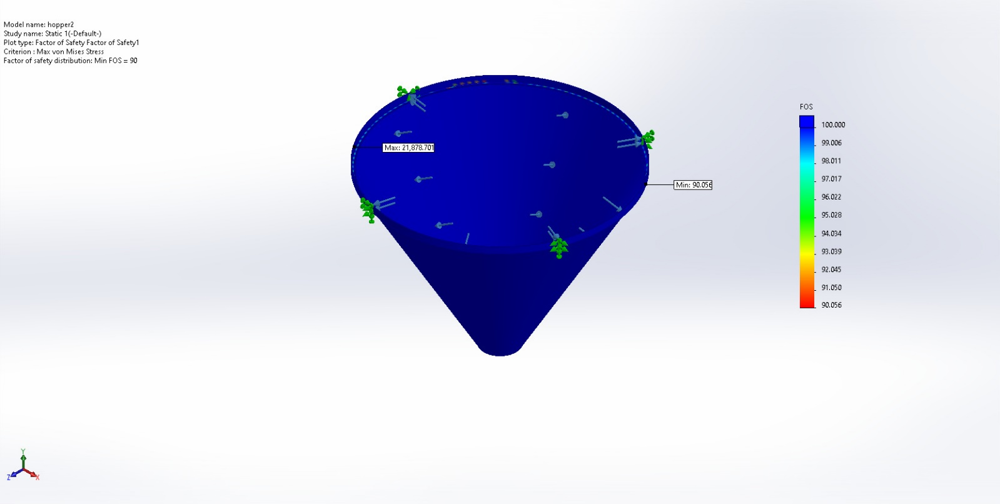 Model name: hopper2
Study name: Static 1(-Default-)
Plot type: Factor of Safety Factor of Safety1
Criterion : Max von Mises Stress
Factor of safety distribution: Min FOS = 90
FOS
100.000
99.006
98.011
97.017
96.022
95.028
94.034
93.039
92.045
91.050
90.056
Max: 21,878.701
Min: 90.056
Y
Z
X